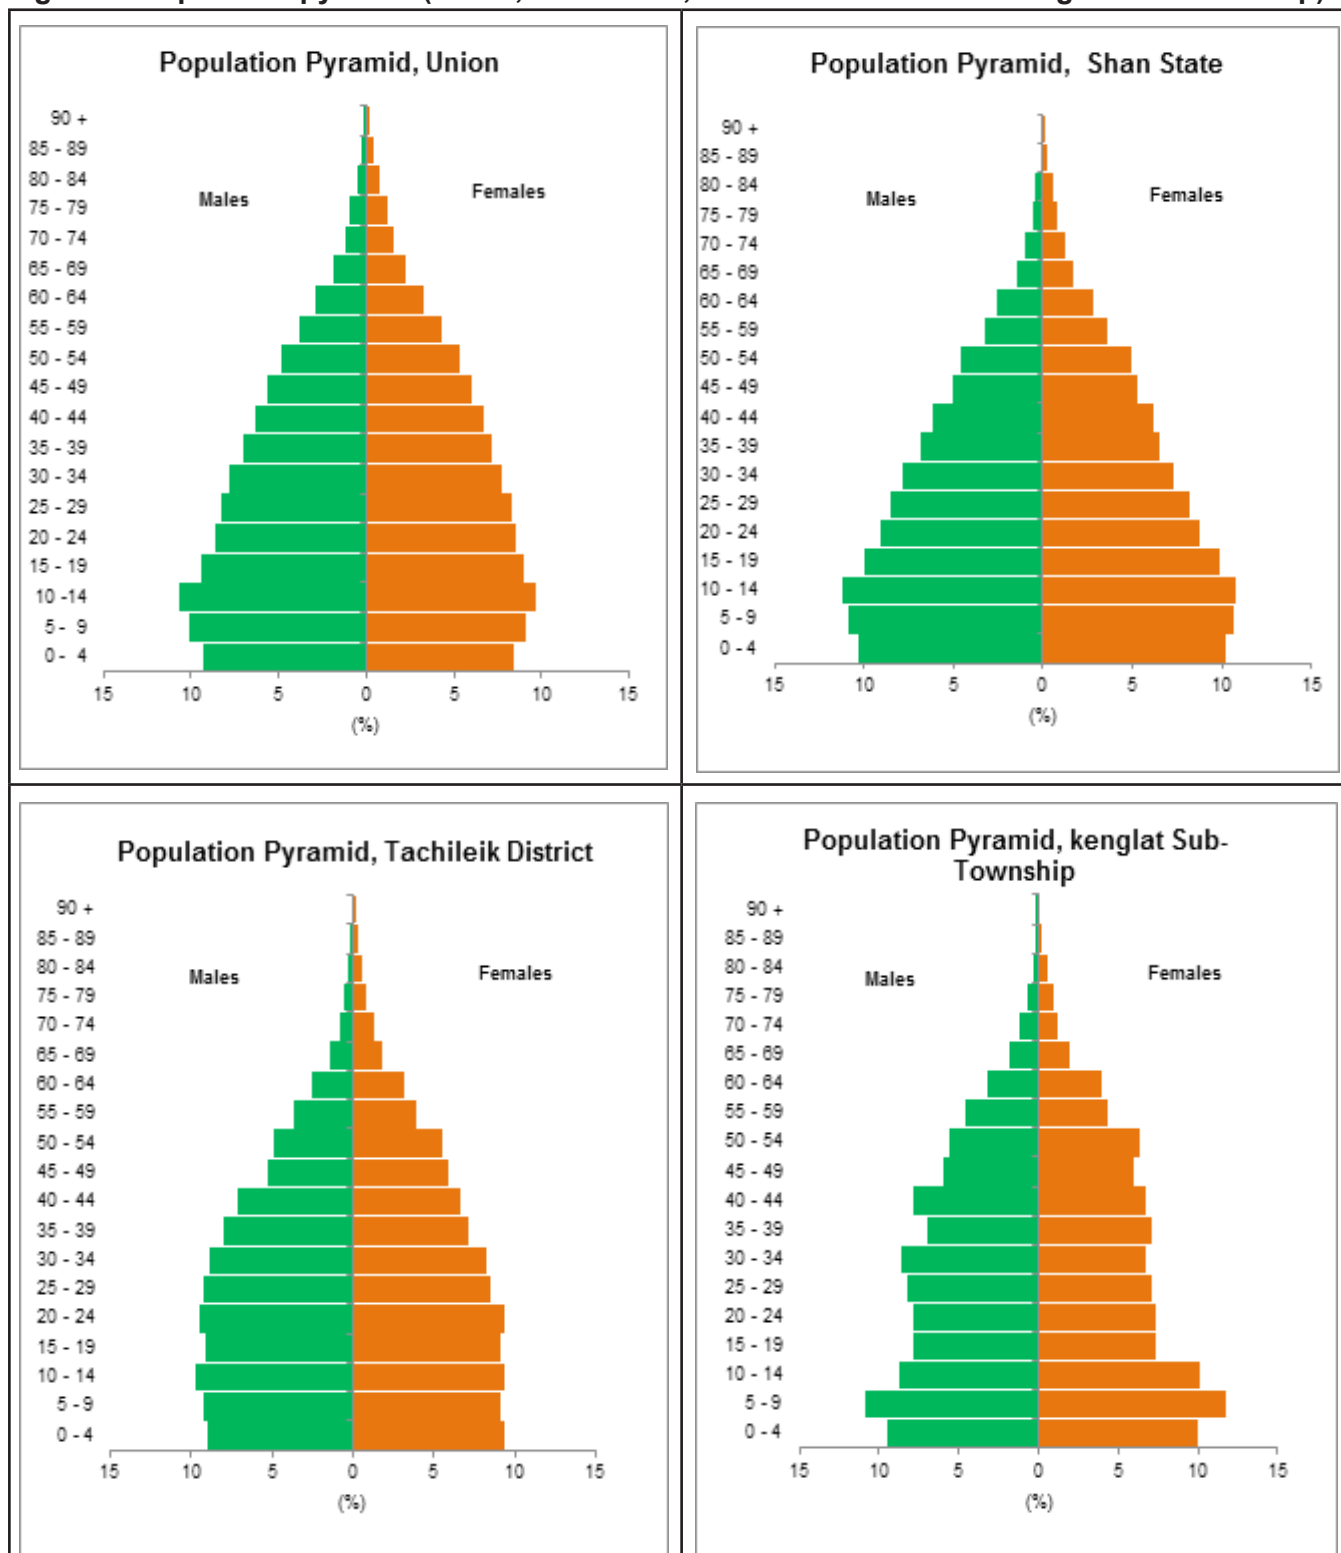 Population Pyramid, Union
90 +
85 - 89
80 - 84
75 - 79
70 - 74
65 - 69
60 - 64
55 - 59
50 - 54
45 - 49
40 - 44
35 - 39
30 - 34
25 - 29
20 - 24
15 - 19
10 -14
5 - 9
0 - 4
Males
Females
15 10 5 0 5 10 15
(%)
Population Pyramid, Shan State
90 +
85 - 89
80 - 84
75 - 79
70 - 74
65 - 69
60 - 64
55 - 59
50 - 54
45 - 49
40 - 44
35 - 39
30 - 34
25 - 29
20 - 24
15 - 19
10 - 14
5 - 9
0 - 4
Males
Females
15 10 5 0 5 10 15
(%)
Population Pyramid, Tachileik District
90 +
85 - 89
80 - 84
75 - 79
70 - 74
65 - 69
60 - 64
55 - 59
50 - 54
45 - 49
40 - 44
35 - 39
30 - 34
25 - 29
20 - 24
15 - 19
10 - 14
5 - 9
0 - 4
Males
Females
15 10 5 0 5 10 15
(%)
Population Pyramid, kenglat Sub-
Township
90 +
85 - 89
80 - 84
75 - 79
70 - 74
65 - 69
60 - 64
55 - 59
50 - 54
45 - 49
40 - 44
35 - 39
30 - 34
25 - 29
20 - 24
15 - 19
10 - 14
5 - 9
0 - 4
Males
Females
15 10 5 0 5 10 15
(%)